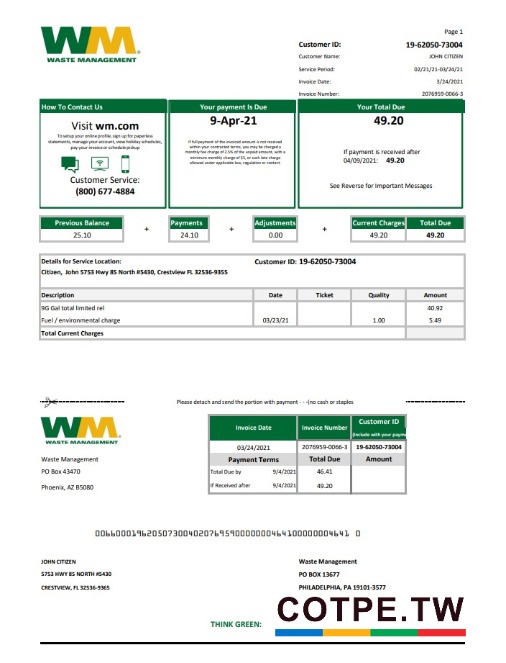 Page 1
WM
WASTE MANAGEMENT
Customer ID: 19-62050-73004
Customer Name: JOHN CITIZEN
Service Period: 02/21/21-03/24/21
Invoice Date: 3/24/2021
Invoice Number: 2076959-0066-3
How To Contact Us
Visit wm.com
To setup your online profile, sign up for paperless
statements, manage your account, view holiday schedules,
pay your invoice or schedule pickup
Customer Service:
(800) 677-4884
Your payment Is Due
9-Apr-21
If full payment of the invoiced amount is not received
within your contracted terms, you may be charged a
monthly late charge of 2.5% of the unpaid amount, with a
minimum monthly charge of $5, or such late charge
allowed under applicable law, regulation or contract.
Your Total Due
49.20
If payment is received after
04/09/2021: 49.20
See Reverse for Important Messages
Previous Balance + Payments + Adjustments + Current Charges Total Due
25.10 24.10 0.00 49.20 49.20
Details for Service Location: Customer ID: 19-62050-73004
Citizen, John 5753 Hwy 85 North #5430, Crestview FL 32536-9355
Description Date Ticket Quality Amount
9G Gal total limited rel 40.92
Fuel / environmental charge 03/23/21 1.00 5.49
Total Current Charges
Please detach and send the portion with payment - - -(no cash or staples
WM
WASTE MANAGEMENT
Waste Management
PO Box 43470
Phoenix, AZ B5080
Invoice Date Invoice Number Customer ID
(Include with your paym
03/24/2021 2076959-0066-3 19-62050-73004
Payment Terms Total Due Amount
Total Due by 9/4/2021 46.41
If Received after 9/4/2021 49.20
JOHN CITIZEN
5753 HWY 85 NORTH #5430
CRESTVIEW, FL 32536-9365
Waste Management
PO BOX 13677
PHILADELPHIA, PA 19101-3577
THINK GREEN:
COTPE.TW